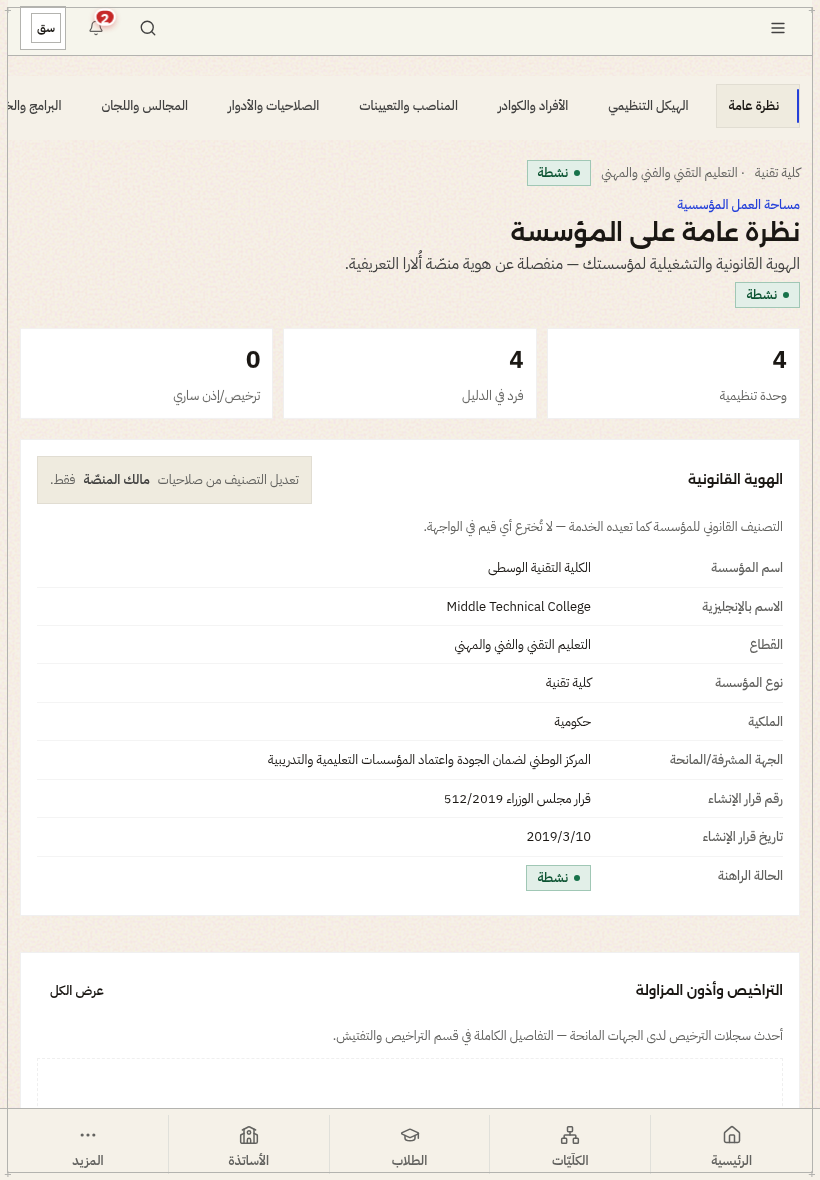 2
سق
نظرة عامة
الهيكل التنظيمي
الأفراد والكوادر
المناصب والتعيينات
الصلاحيات والأدوار
المجالس واللجان
البرامج
كلية تقنية · التعليم التقني والفني والمهني نشطة
مساحة العمل المؤسسية
نظرة عامة على المؤسسة
الهوية القانونية والتشغيلية لمؤسستك — منفصلة عن هوية منصّة ألارا التعريفية.
نشطة
4
وحدة تنظيمية
4
فرد في الدليل
0
ترخيص/إذن ساري
الهوية القانونية
تعديل التصنيف من صلاحيات مالك المنصّة فقط.
التصنيف القانوني للمؤسسة كما تعيده الخدمة — لا تُخترع أي قيم في الواجهة.
اسم المؤسسة الكلية التقنية الوسطى
الاسم بالإنجليزية Middle Technical College
القطاع التعليم التقني والفني والمهني
نوع المؤسسة كلية تقنية
الملكية حكومية
الجهة المشرفة/المانحة المركز الوطني لضمان الجودة واعتماد المؤسسات التعليمية والتدريبية
رقم قرار الإنشاء قرار مجلس الوزراء 512/2019
تاريخ قرار الإنشاء 2019/3/10
الحالة الراهنة نشطة
التراخيص وأذون المزاولة
عرض الكل
أحدث سجلات الترخيص لدى الجهات المانحة — التفاصيل الكاملة في قسم التراخيص والتفتيش.
الرئيسية
الكلّيّات
الطلاب
الأساتذة
المزيد